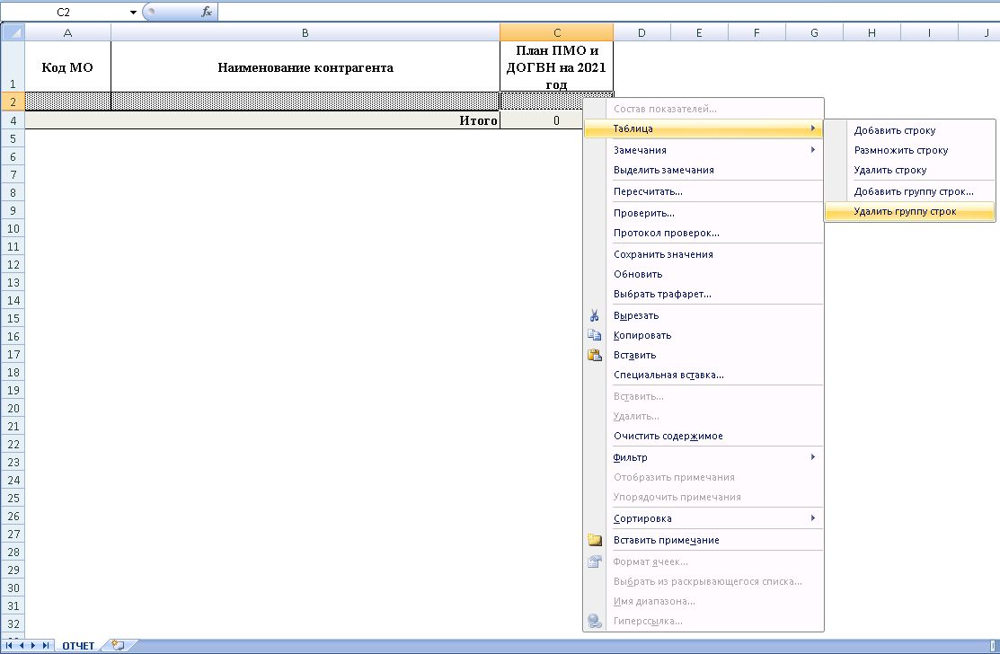 C2
fx
A B C D E F G H I J
Код МО
Наименование контрагента
План ПМО и
ДОГВН на 2021
год
1
2
4
Итого
0
5
6
7
8
9
10
11
12
13
14
15
16
17
18
19
20
21
22
23
24
25
26
27
28
29
30
31
32
Состав показателей...
Таблица
Замечания
Выделить замечания
Пересчитать...
Проверить...
Протокол проверок...
Сохранить значения
Обновить
Выбрать трафарет...
Вырезать
Копировать
Вставить
Специальная вставка...
Вставить...
Удалить...
Очистить содержимое
Фильтр
Отобразить примечания
Упорядочить примечания
Сортировка
Вставить примечание
Формат ячеек...
Выбрать из раскрывающегося списка...
Имя диапазона...
Гиперссылка...
Добавить строку
Размножить строку
Удалить строку
Добавить группу строк...
Удалить группу строк
ОТЧЕТ